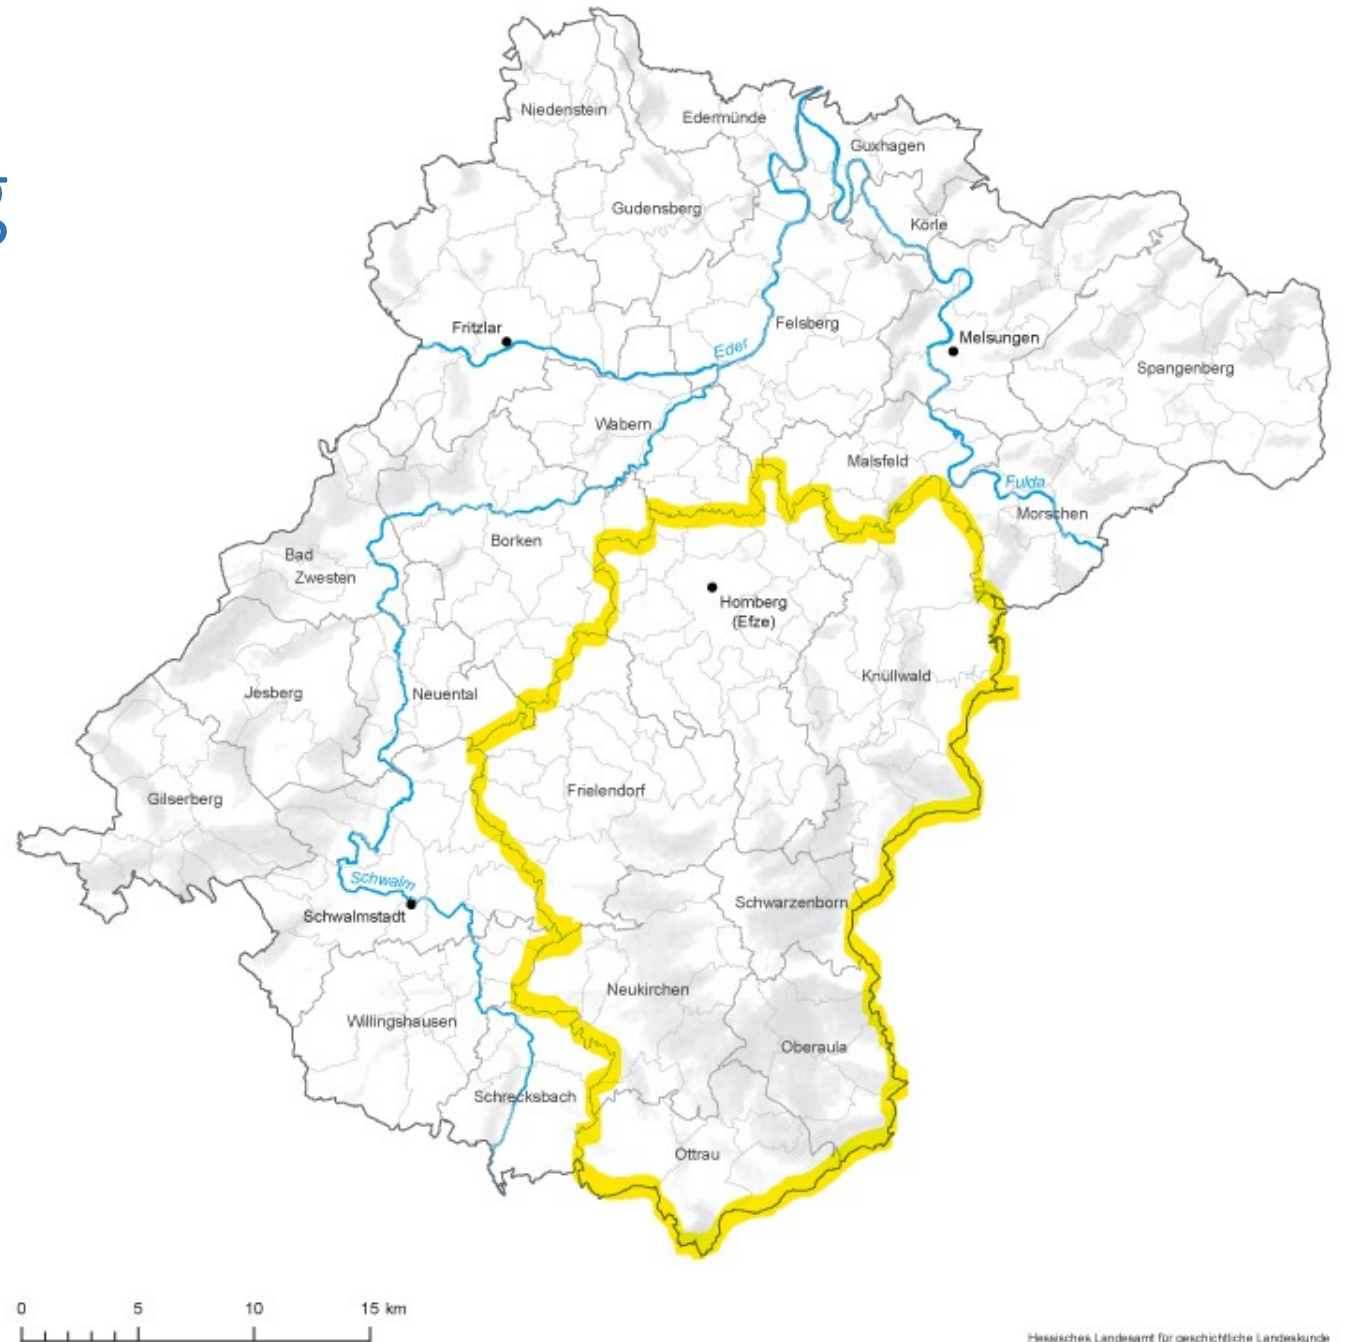 Niedenstein
Edermünde
Guxhagen
Gudensberg
Körle
Fritzlar
Eder
Felsberg
Melsungen
Spangenberg
Wabern
Malsfeld
Fulda
Morschen
Borken
Bad
Zwesten
Homberg
(Efze)
Knüllwald
Jesberg
Neuental
Gilserberg
Frielendorf
Schwalm
Schwalmstadt
Schwarzenborn
Neukirchen
Willingshausen
Oberaula
Schrecksbach
Ottrau
0 5 10 15 km
Hessisches Landesamt für geschichtliche Landeskunde